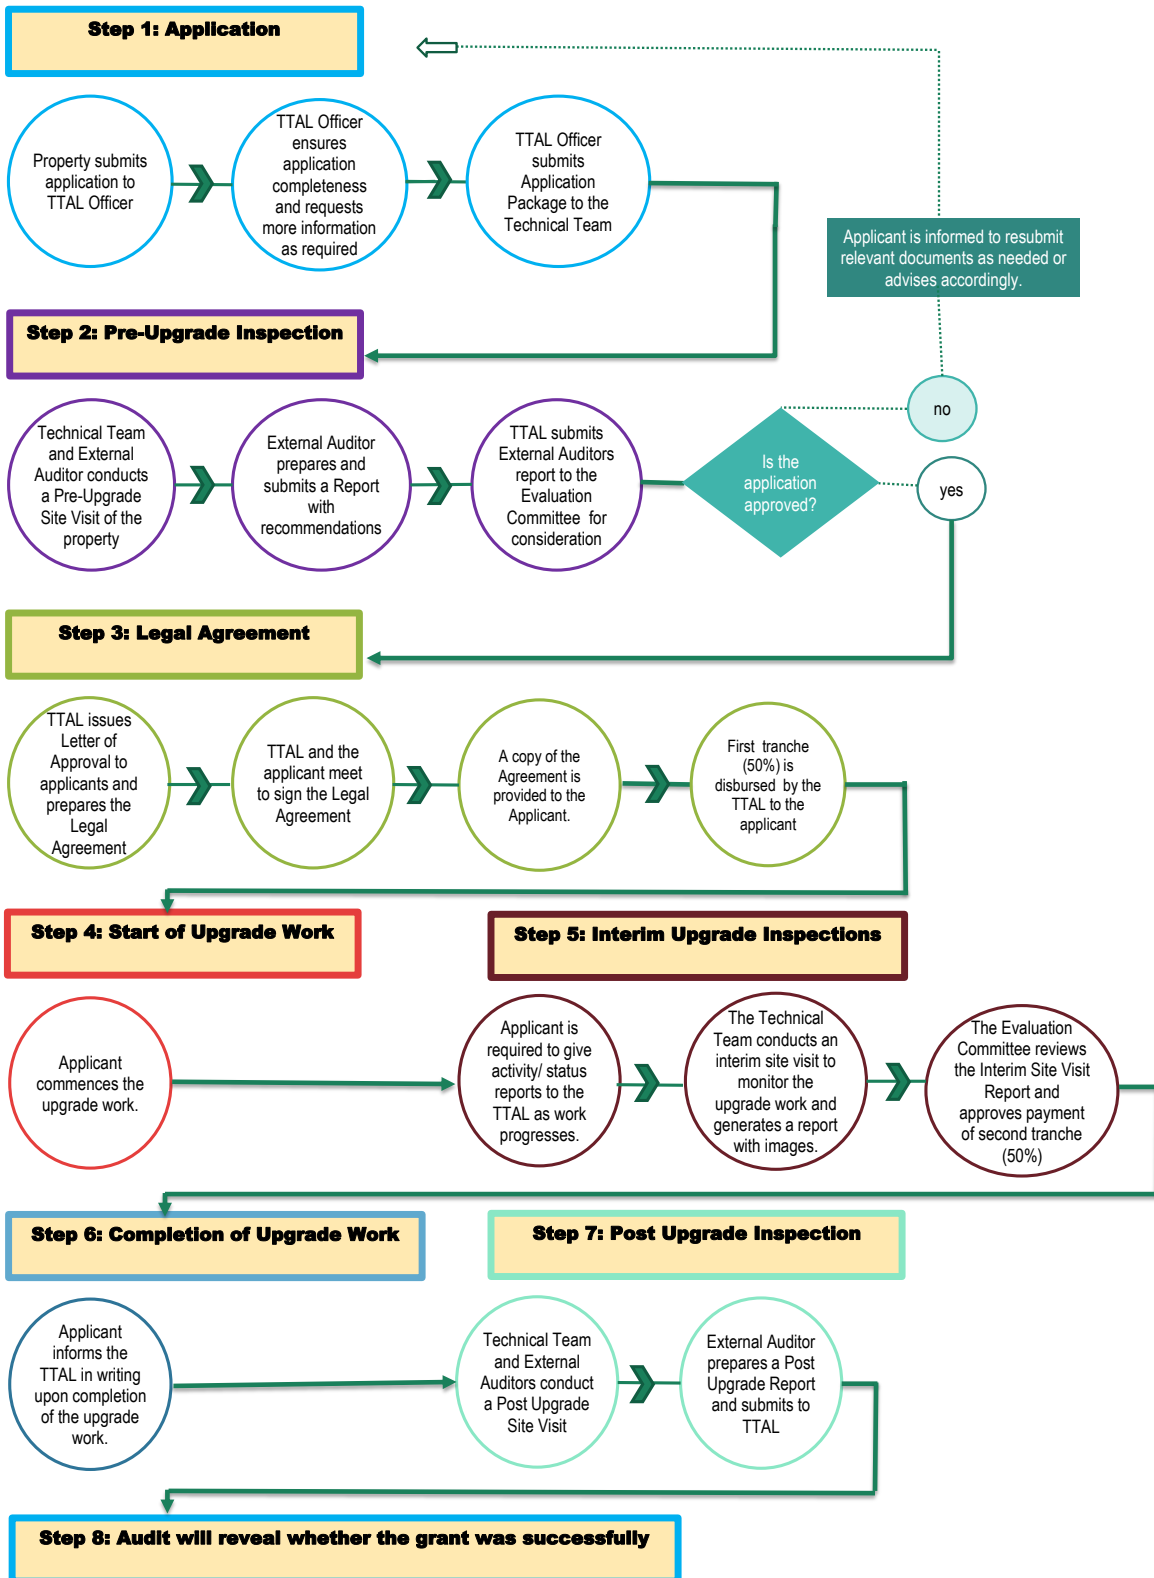 Step 1: Application
Property submits
application to
TTAL Officer
TTAL Officer
ensures
application
completeness
and requests
more information
as required
TTAL Officer
submits
Application
Package to the
Technical Team
Applicant is informed to resubmit
relevant documents as needed or
advises accordingly.
Step 2: Pre-Upgrade Inspection
Technical Team
and External
Auditor conducts
a Pre-Upgrade
Site Visit of the
property
External Auditor
prepares and
submits a Report
with
recommendations
TTAL submits
External Auditors
report to the
Evaluation
Committee for
consideration
Is the
application
approved?
no
yes
Step 3: Legal Agreement
TTAL issues
Letter of
Approval to
applicants and
prepares the
Legal
Agreement
TTAL and the
applicant meet
to sign the Legal
Agreement
A copy of the
Agreement is
provided to the
Applicant.
First tranche
(50%) is
disbursed by the
TTAL to the
applicant
Step 4: Start of Upgrade Work
Applicant
commences the
upgrade work.
Step 5: Interim Upgrade Inspections
Applicant is
required to give
activity/ status
reports to the
TTAL as work
progresses.
The Technical
Team conducts an
interim site visit to
monitor the
upgrade work and
generates a report
with images.
The Evaluation
Committee reviews
the Interim Site Visit
Report and
approves payment
of second tranche
(50%)
Step 6: Completion of Upgrade Work
Applicant
informs the
TTAL in writing
upon completion
of the upgrade
work.
Step 7: Post Upgrade Inspection
Technical Team
and External
Auditors conduct
a Post Upgrade
Site Visit
External Auditor
prepares a Post
Upgrade Report
and submits to
TTAL
Step 8: Audit will reveal whether the grant was successfully